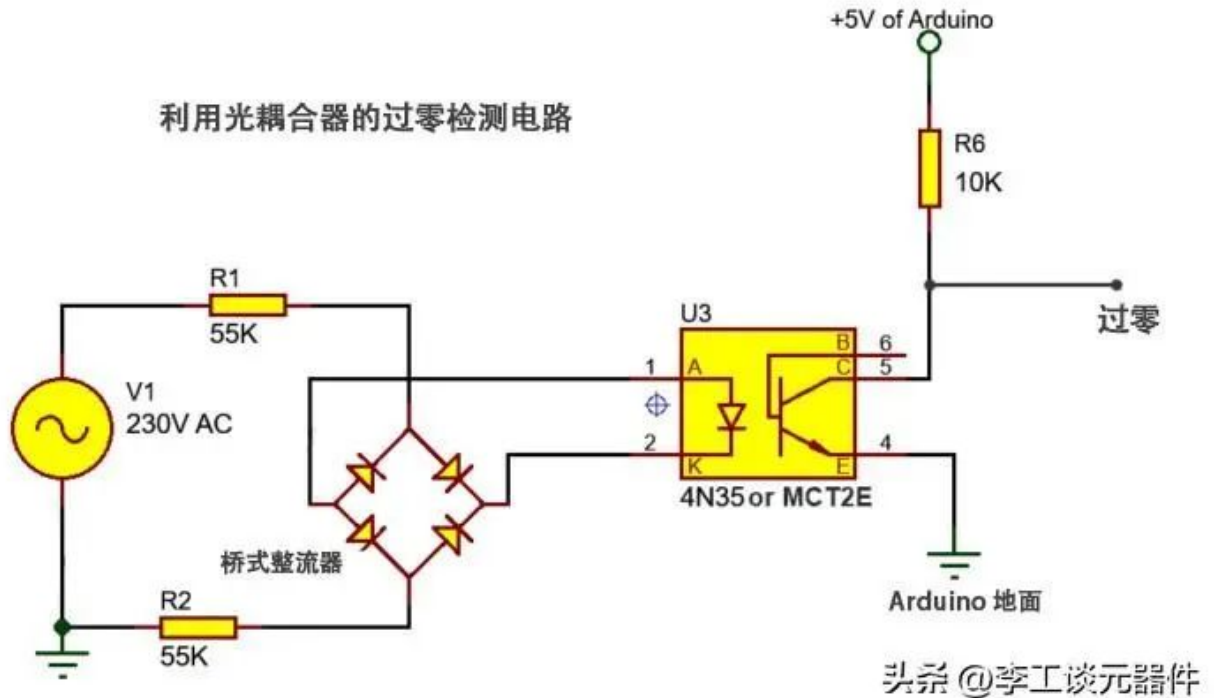 +5V of Arduino
利用光耦合器的过零检测电路
R6
10K
R1
55K
过零
U3
V1
230V AC
1
A
B
6
C
5
2
K
E
4
4N35 or MCT2E
桥式整流器
Arduino 地面
R2
55K
头条 @李工谈元器件